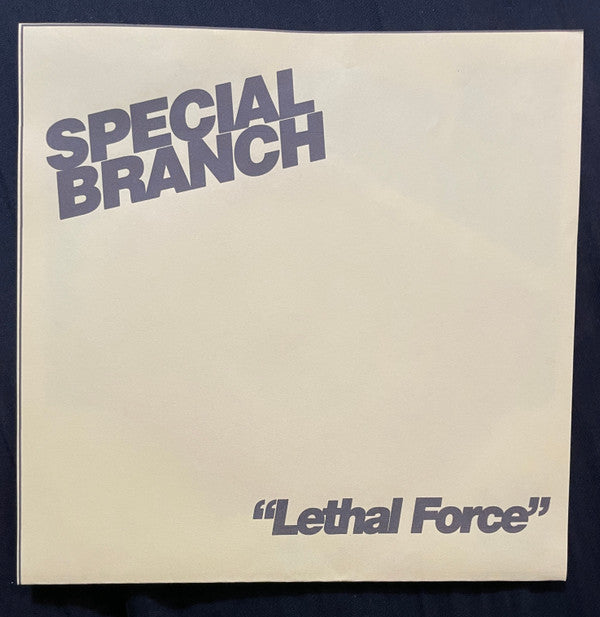 SPECIAL
BRANCH
“Lethal Force”